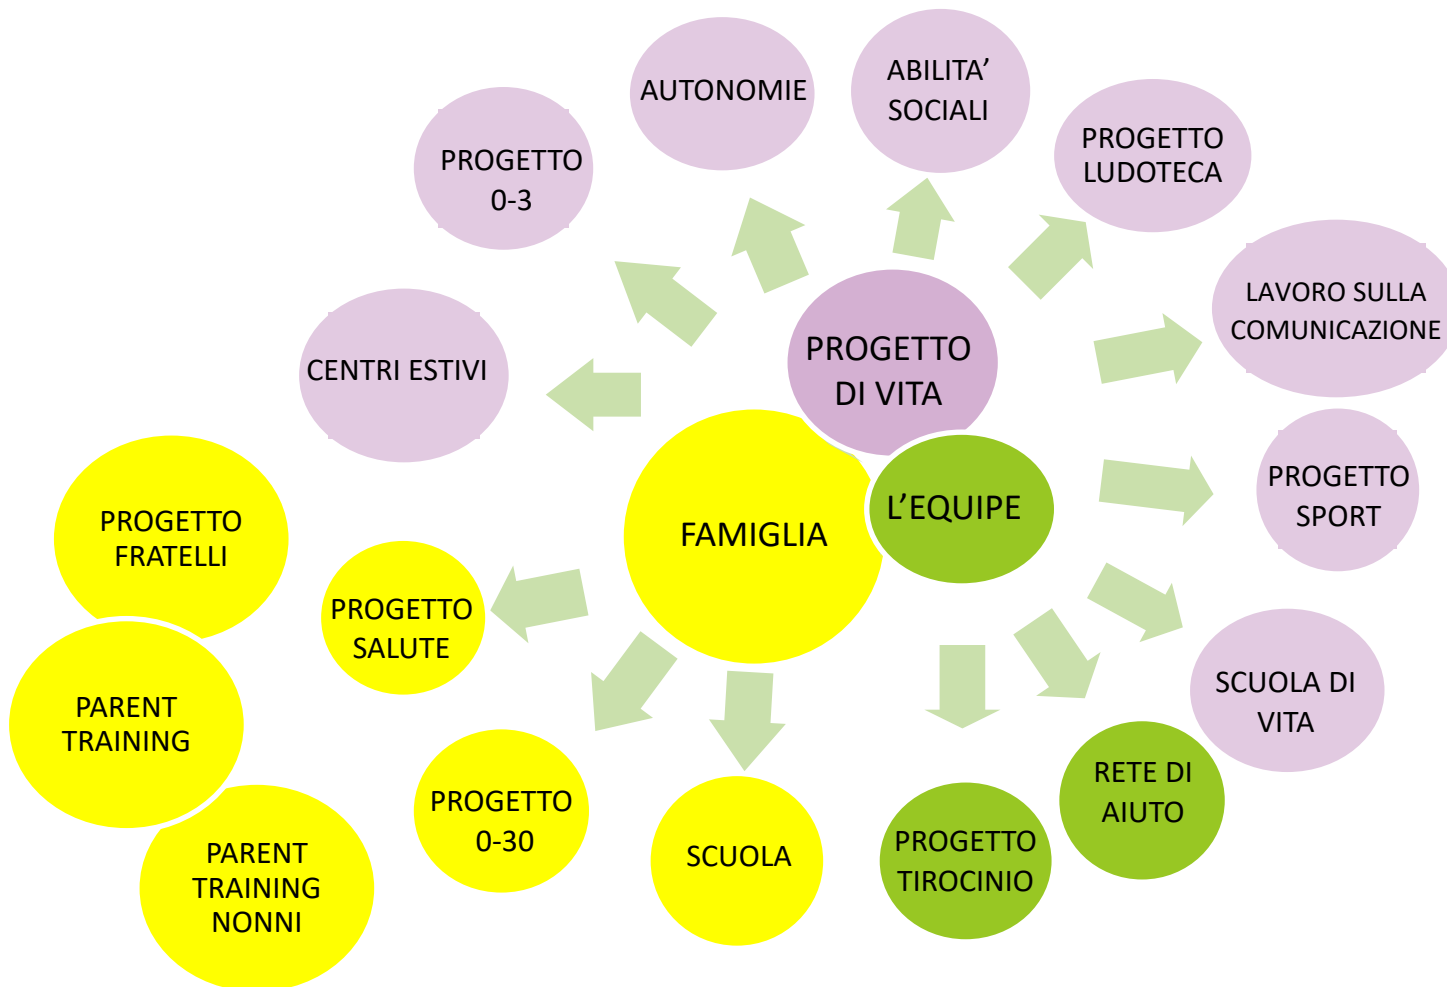 AUTONOMIE
ABILITA’
SOCIALI
PROGETTO
LUDOTECA
PROGETTO
0-3
LAVORO SULLA
COMUNICAZIONE
CENTRI ESTIVI
PROGETTO
DI VITA
PROGETTO
SPORT
L’EQUIPE
FAMIGLIA
PROGETTO
FRATELLI
PROGETTO
SALUTE
PARENT
TRAINING
SCUOLA DI
VITA
RETE DI
AIUTO
PROGETTO
0-30
SCUOLA
PROGETTO
TIROCINIO
PARENT
TRAINING
NONNI